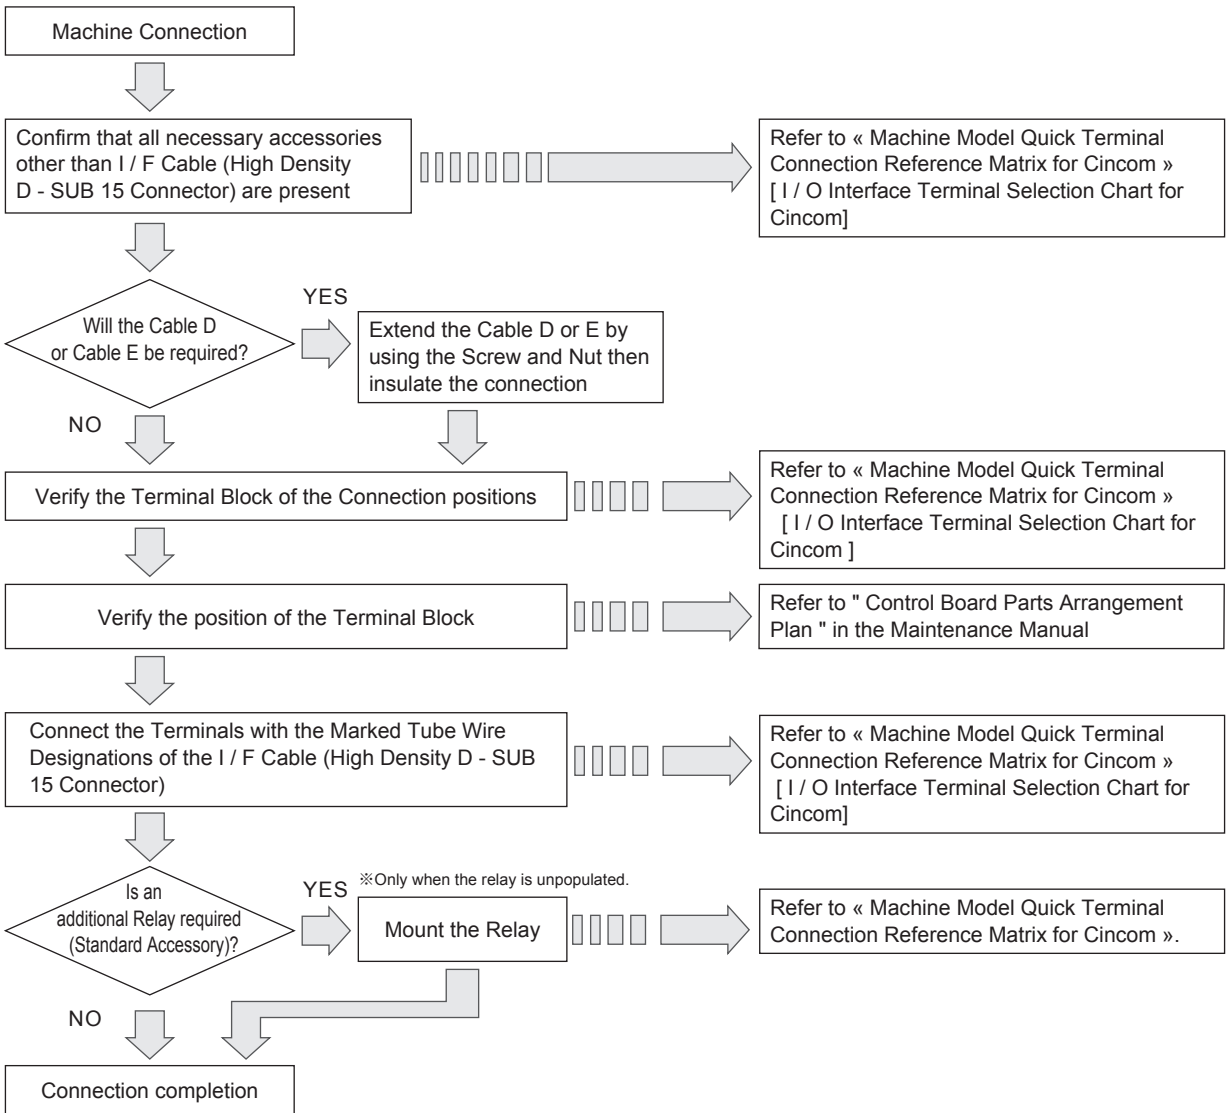 Machine Connection
Confirm that all necessary accessories
other than I / F Cable (High Density
D - SUB 15 Connector) are present
Refer to « Machine Model Quick Terminal
Connection Reference Matrix for Cincom »
[ I / O Interface Terminal Selection Chart for
Cincom]
Will the Cable D
or Cable E be required?
YES
Extend the Cable D or E by
using the Screw and Nut then
insulate the connection
NO
Verify the Terminal Block of the Connection positions
Refer to « Machine Model Quick Terminal
Connection Reference Matrix for Cincom »
[ I / O Interface Terminal Selection Chart for
Cincom ]
Verify the position of the Terminal Block
Refer to " Control Board Parts Arrangement
Plan " in the Maintenance Manual
Connect the Terminals with the Marked Tube Wire
Designations of the I / F Cable (High Density D - SUB
15 Connector)
Refer to « Machine Model Quick Terminal
Connection Reference Matrix for Cincom »
[ I / O Interface Terminal Selection Chart for
Cincom]
Is an
additional Relay required
(Standard Accessory)?
YES
※Only when the relay is unpopulated.
Mount the Relay
Refer to « Machine Model Quick Terminal
Connection Reference Matrix for Cincom ».
NO
Connection completion